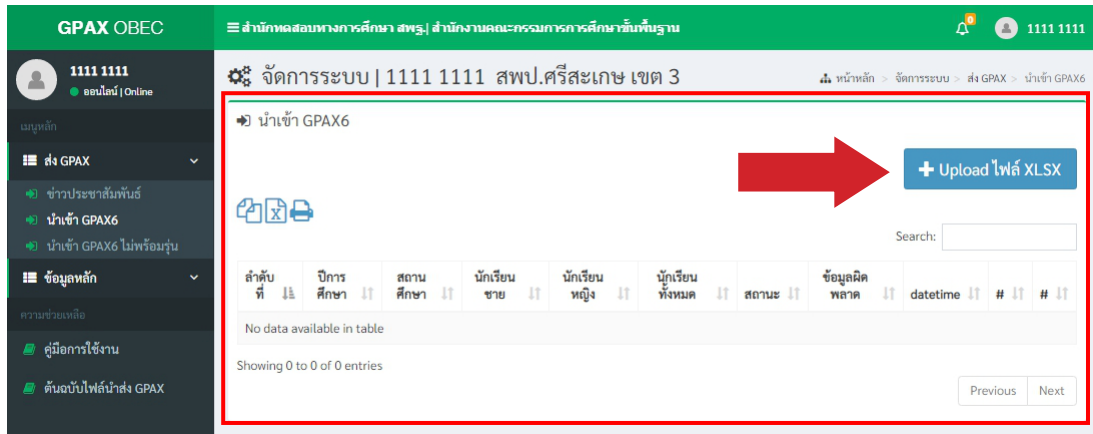 GPAX OBEC
สำนักทดสอบทางการศึกษา สพฐ.| สำนักงานคณะกรรมการการศึกษาขั้นพื้นฐาน
0
1111 1111
1111 1111
ออนไลน์ | Online
จัดการระบบ | 1111 1111 สพป.ศรีสะเกษ เขต 3
หน้าหลัก > จัดการระบบ > ส่ง GPAX > นำเข้า GPAX6
เมนูหลัก
ส่ง GPAX
ข่าวประชาสัมพันธ์
นำเข้า GPAX6
นำเข้า GPAX6 ไม่พร้อมรุ่น
ข้อมูลหลัก
ความช่วยเหลือ
คู่มือการใช้งาน
ต้นฉบับไฟล์นำส่ง GPAX
นำเข้า GPAX6
Upload ไฟล์ XLSX
Search:
ลำดับที่ ปีการศึกษา สถานศึกษา นักเรียนชาย นักเรียนหญิง นักเรียนทั้งหมด สถานะ ข้อมูลผิดพลาด datetime # #
No data available in table
Showing 0 to 0 of 0 entries
Previous Next